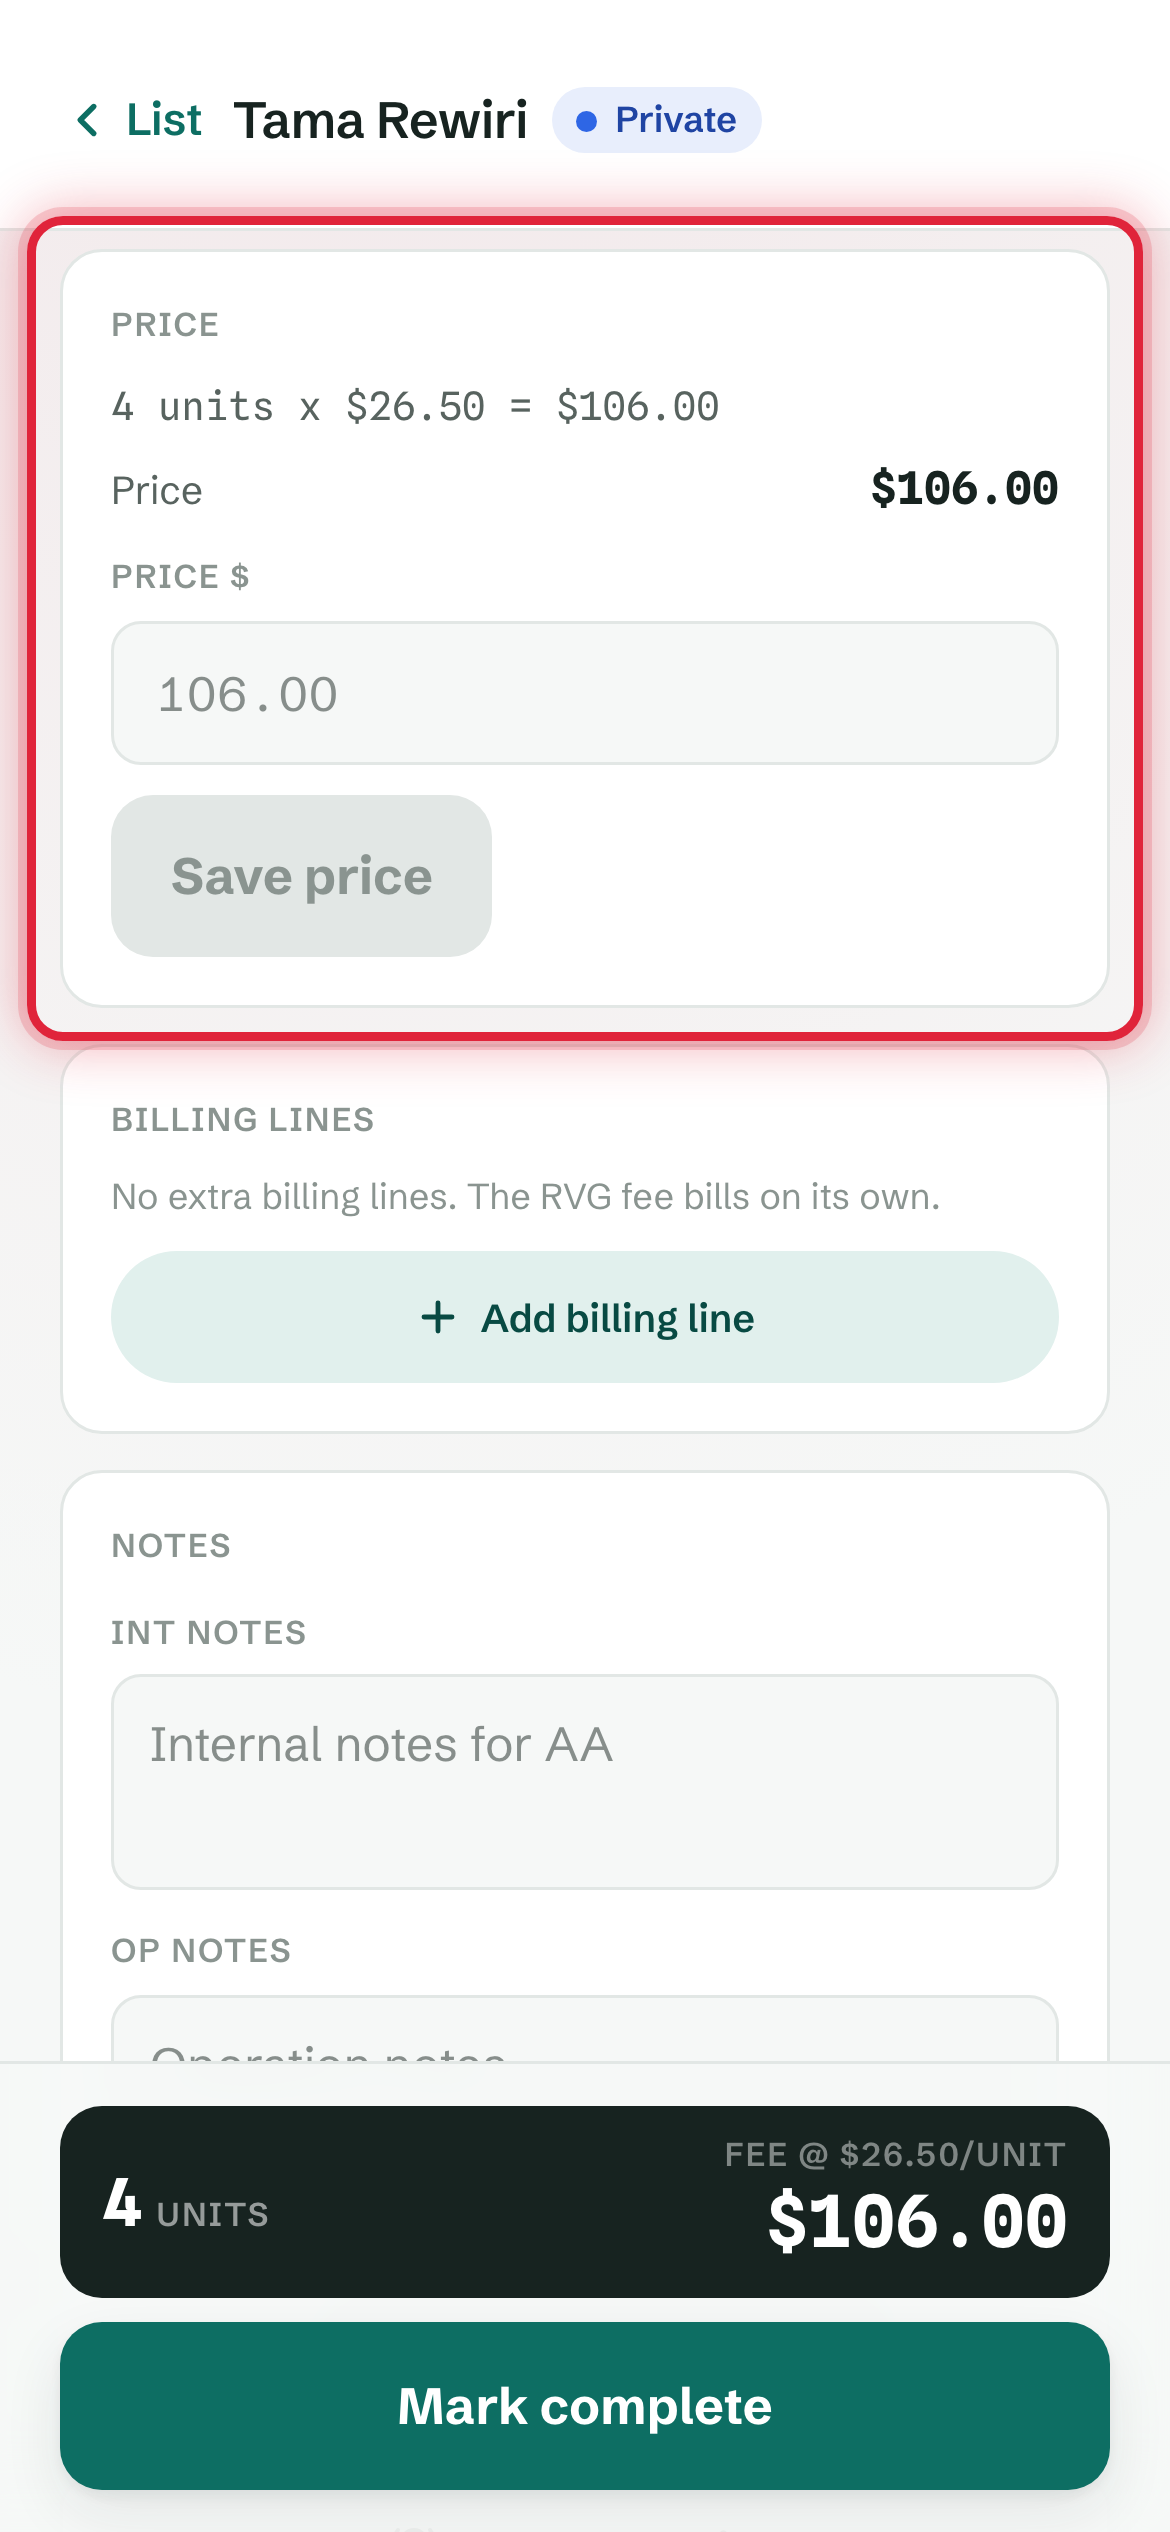 List Tama Rewiri Private
PRICE
4 units x $26.50 = $106.00
Price $106.00
PRICE $
106.00
Save price
BILLING LINES
No extra billing lines. The RVG fee bills on its own.
+ Add billing line
NOTES
INT NOTES
Internal notes for AA
OP NOTES
Operation notes
FEE @ $26.50/UNIT
4 UNITS $106.00
Mark complete